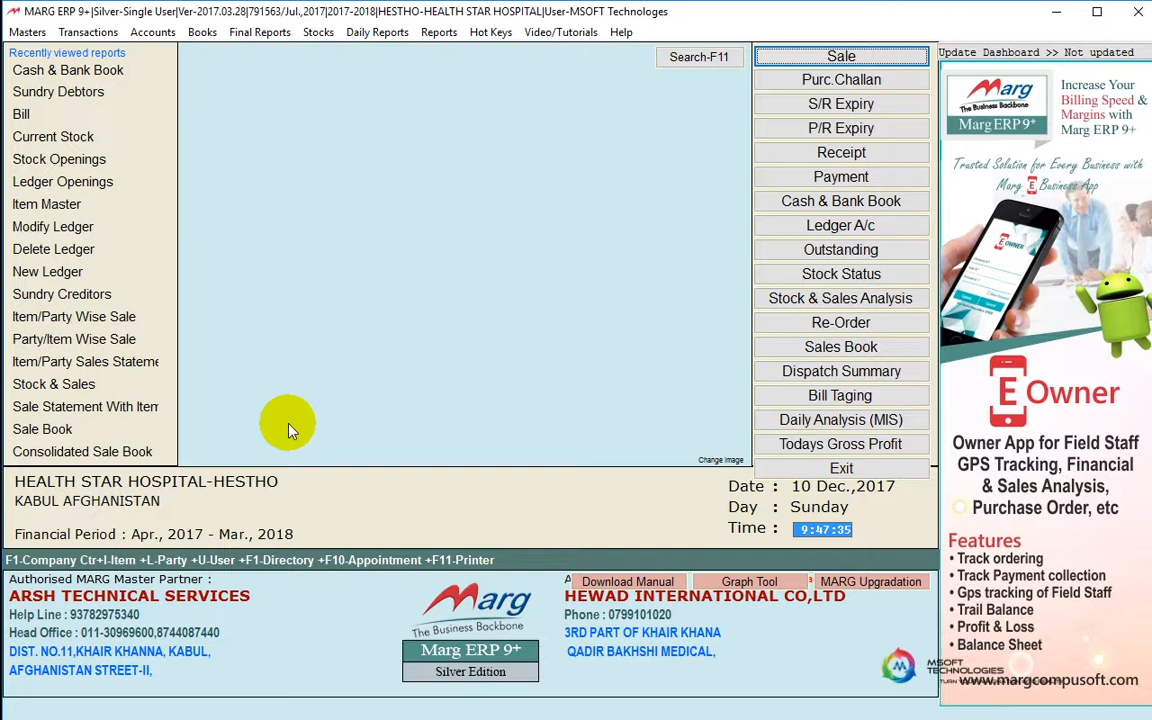 MARG ERP 9+|Silver-Single User|Ver-2017.03.28|791563/Jul.,2017|2017-2018|HESTHO-HEALTH STAR HOSPITAL|User-MSOFT Technologes
Masters Transactions Accounts Books Final Reports Stocks Daily Reports Reports Hot Keys Video/Tutorials Help
Recently viewed reports
Cash & Bank Book
Sundry Debtors
Bill
Current Stock
Stock Openings
Ledger Openings
Item Master
Modify Ledger
Delete Ledger
New Ledger
Sundry Creditors
Item/Party Wise Sale
Party/Item Wise Sale
Item/Party Sales Stateme
Stock & Sales
Sale Statement With Item
Sale Book
Consolidated Sale Book
Search-F11
Change Image
Sale
Purc.Challan
S/R Expiry
P/R Expiry
Receipt
Payment
Cash & Bank Book
Ledger A/c
Outstanding
Stock Status
Stock & Sales Analysis
Re-Order
Sales Book
Dispatch Summary
Bill Taging
Daily Analysis (MIS)
Todays Gross Profit
Exit
Update Dashboard >> Not updated
Marg
The Business Backbone
Marg ERP 9+
Increase Your
Billing Speed &
Margins with
Marg ERP 9+
Trusted Solution for Every Business with
Marg E Business App
E OWNER
E Owner
Owner App for Field Staff
GPS Tracking, Financial
& Sales Analysis,
Purchase Order, etc
Features
• Track ordering
• Track Payment collection
• Gps tracking of Field Staff
• Trail Balance
• Profit & Loss
• Balance Sheet
www.margcompusoft.com
HEALTH STAR HOSPITAL-HESTHO
KABUL AFGHANISTAN
Financial Period : Apr., 2017 - Mar., 2018
Date : 10 Dec.,2017
Day : Sunday
Time : 9:47:35
F1-Company Ctr+I-Item +L-Party +U-User +F1-Directory +F10-Appointment +F11-Printer
Authorised MARG Master Partner :
ARSH TECHNICAL SERVICES
Help Line : 93782975340
Head Office : 011-30969600,8744087440
DIST. NO.11,KHAIR KHANNA, KABUL,
AFGHANISTAN STREET-II,
Marg
The Business Backbone
Marg ERP 9+
Silver Edition
Download Manual Graph Tool MARG Upgradation
HEWAD INTERNATIONAL CO,LTD
Phone : 0799101020
3RD PART OF KHAIR KHANA
QADIR BAKHSHI MEDICAL,
MSOFT
TECHNOLOGIES